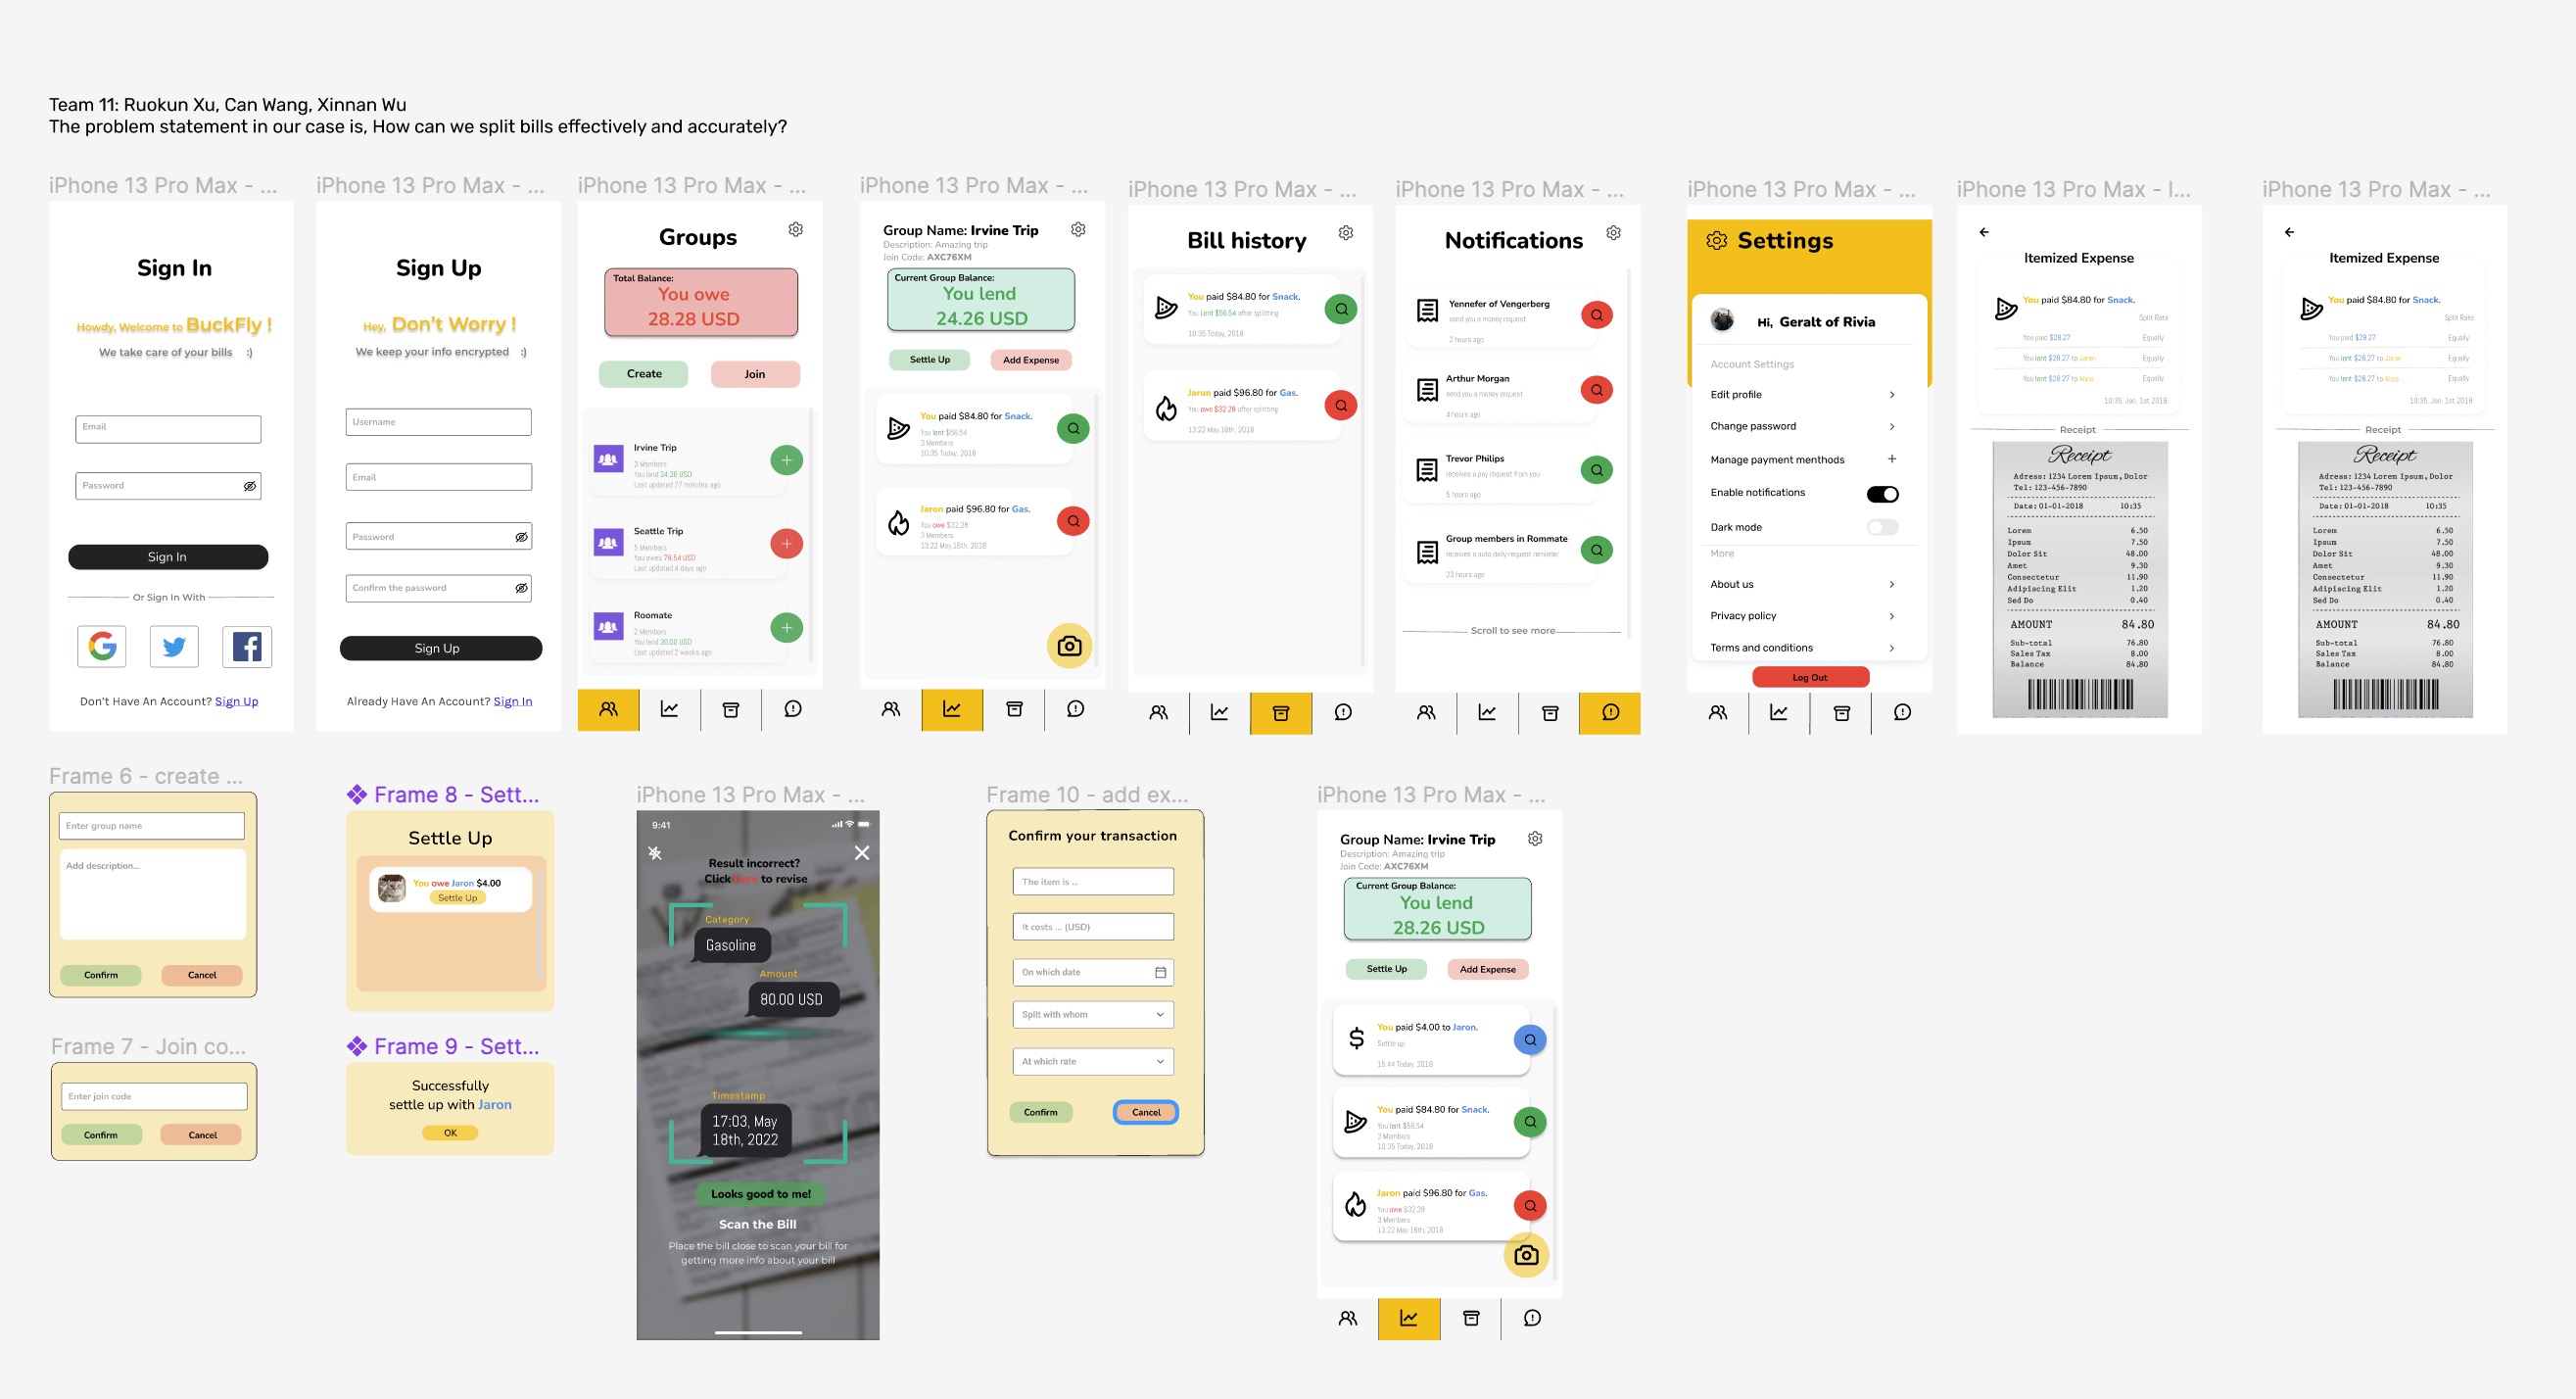 Team 11: Ruokun Xu, Can Wang, Xinnan Wu
The problem statement in our case is, How can we split bills effectively and accurately?
iPhone 13 Pro Max - ...
Sign In
Howdy, Welcome to BuckFly !
We take care of your bills :)
Email
Password
Sign In
Or Sign In With
Don't Have An Account? Sign Up
iPhone 13 Pro Max - ...
Sign Up
Hey, Don't Worry !
We keep your info encrypted :)
Username
Email
Password
Confirm the password
Sign Up
Already Have An Account? Sign In
iPhone 13 Pro Max - ...
Groups
Total Balance:
You owe
28.28 USD
Create
Join
Irvine Trip
3 Members
You lend 24.26 USD
Last updated 27 minutes ago
Seattle Trip
5 Members
You owes 78.54 USD
Last updated 4 days ago
Roomate
2 Members
You lend 26.00 USD
Last updated 2 weeks ago
iPhone 13 Pro Max - ...
Group Name: Irvine Trip
Description: Amazing trip
Join Code: AXC76XM
Current Group Balance:
You lend
24.26 USD
Settle Up
Add Expense
You paid $84.80 for Snack.
You lent $56.54
3 Members
10:35 Today, 2018
Jaron paid $96.80 for Gas.
You owe $32.28
3 Members
13:22 May.16th, 2018
iPhone 13 Pro Max - ...
Bill history
You paid $84.80 for Snack.
You Lent $56.54 after splitting
10:35 Today, 2018
Jaron paid $96.80 for Gas.
You owe $32.28 after splitting
13:22 May.16th, 2018
iPhone 13 Pro Max - ...
Notifications
Yennefer of Vengerberg
send you a money request
2 hours ago
Arthur Morgan
send you a money request
4 hours ago
Trevor Philips
receives a pay request from you
5 hours ago
Group members in Rommate
receives a auto daily-request reminder
23 hours ago
Scroll to see more
iPhone 13 Pro Max - ...
Settings
Hi, Geralt of Rivia
Account Settings
Edit profile
Change password
Manage payment menthods
Enable notifications
Dark mode
More
About us
Privacy policy
Terms and conditions
Log Out
iPhone 13 Pro Max - I...
Itemized Expense
You paid $84.80 for Snack.
Split Rate
You paid $28.27 Equally
You lent $28.27 to Jaron Equally
You lent $28.27 to Alice Equally
10:35, Jan. 1st 2018
Receipt
Receipt
Adress: 1234 Lorem Ipsum, Dolor
Tel: 123-456-7890
Date: 01-01-2018 10:35
Lorem 6.50
Ipsum 7.50
Dolor Sit 48.00
Amet 9.30
Consectetur 11.90
Adipiscing Elit 1.20
Sed Do 0.40
AMOUNT 84.80
Sub-total 76.80
Sales Tax 8.00
Balance 84.80
iPhone 13 Pro Max - ...
Itemized Expense
You paid $84.80 for Snack.
Split Rate
You paid $28.27 Equally
You lent $28.27 to Jaron Equally
You lent $28.27 to Alice Equally
10:35, Jan. 1st 2018
Receipt
Receipt
Adress: 1234 Lorem Ipsum, Dolor
Tel: 123-456-7890
Date: 01-01-2018 10:35
Lorem 6.50
Ipsum 7.50
Dolor Sit 48.00
Amet 9.30
Consectetur 11.90
Adipiscing Elit 1.20
Sed Do 0.40
AMOUNT 84.80
Sub-total 76.80
Sales Tax 8.00
Balance 84.80
Frame 6 - create ...
Enter group name
Add description...
Confirm
Cancel
Frame 7 - Join co...
Enter join code
Confirm
Cancel
Frame 8 - Sett...
Settle Up
You owe Jaron $4.00
Settle Up
Frame 9 - Sett...
Successfully
settle up with Jaron
OK
iPhone 13 Pro Max - ...
9:41
Result incorrect?
Click Here to revise
Category
Gasoline
Amount
80.00 USD
Timestamp
17:03, May
18th, 2022
Looks good to me!
Scan the Bill
Place the bill close to scan your bill for
getting more info about your bill
Frame 10 - add ex...
Confirm your transaction
The item is ...
It costs ... (USD)
On which date
Split with whom
At which rate
Confirm
Cancel
iPhone 13 Pro Max - ...
Group Name: Irvine Trip
Description: Amazing trip
Join Code: AXC76XM
Current Group Balance:
You lend
28.26 USD
Settle Up
Add Expense
You paid $4.00 to Jaron.
Settle up
15:44 Today, 2018
You paid $84.80 for Snack.
You lent $56.54
3 Members
10:35 Today, 2018
Jaron paid $96.80 for Gas.
You owe $32.28
3 Members
13:22 May.16th, 2018